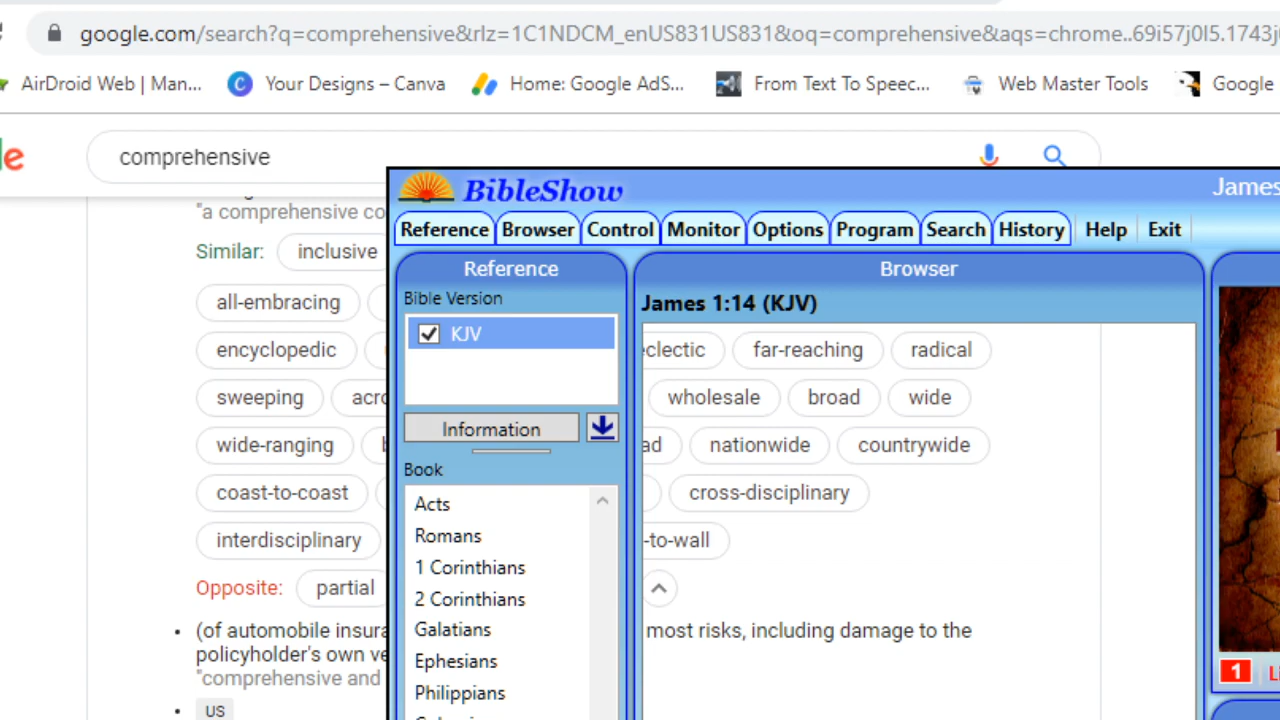 google.com/search?q=comprehensive&rlz=1C1NDCM_enUS831US831&oq=comprehensive&aqs=chrome..69i57j0l5.1743j
AirDroid Web | Man... Your Designs – Canva Home: Google AdS... From Text To Speec... Web Master Tools Google
comprehensive
"a comprehensive co
Similar: inclusive
all-embracing
encyclopedic eclectic far-reaching radical
sweeping wholesale broad wide
wide-ranging nationwide countrywide
coast-to-coast cross-disciplinary
interdisciplinary -to-wall
Opposite: partial
(of automobile insura most risks, including damage to the
policyholder's own ve
"comprehensive and
US
BibleShow
James
Reference Browser Control Monitor Options Program Search History Help Exit
Reference
Bible Version
KJV
Information
Book
Acts
Romans
1 Corinthians
2 Corinthians
Galatians
Ephesians
Philippians
Browser
James 1:14 (KJV)
1